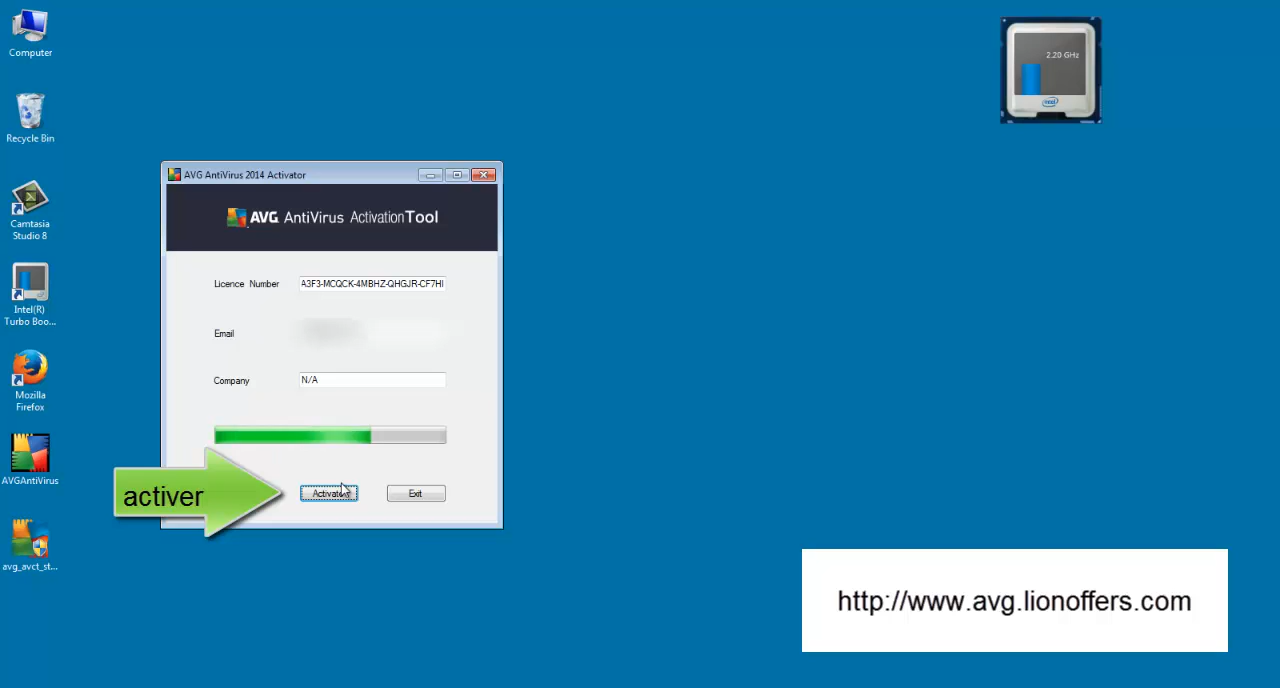 Computer
Recycle Bin
Camtasia
Studio 8
Intel(R)
Turbo Boo...
Mozilla
Firefox
AVGAntiVirus
avg_avct_st...
2.20 GHz
intel
AVG AntiVirus 2014 Activator
AVG AntiVirus ActivationTool
Licence Number A3F3-MCQCK-4MBHZ-QHGJR-CF7HI
Email
Company N/A
activer
Exit
http://www.avg.lionoffers.com